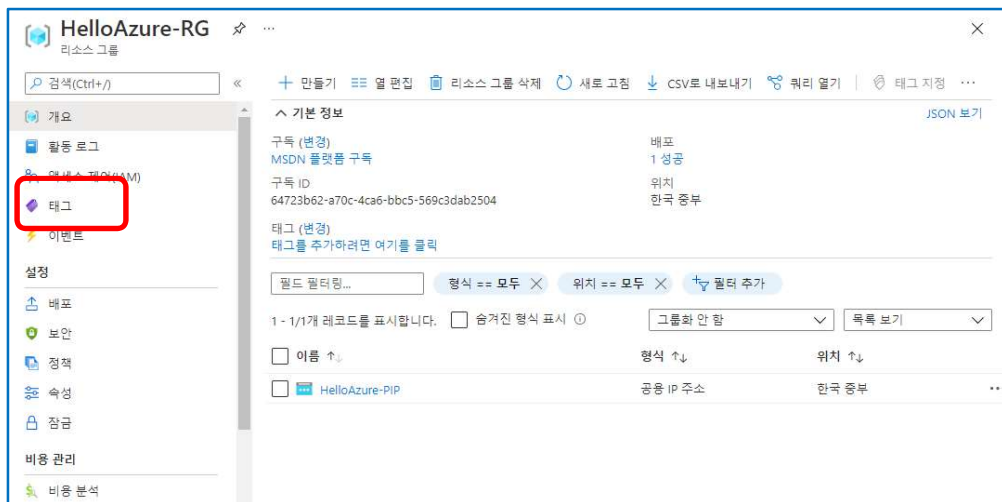 HelloAzure-RG
리소스 그룹
검색(Ctrl+/)
«
개요
활동 로그
액세스 제어(IAM)
태그
이벤트
설정
배포
보안
정책
속성
잠금
비용 관리
비용 분석
만들기 열 편집 리소스 그룹 삭제 새로 고침 CSV로 내보내기 쿼리 열기 태그 지정 ...
기본 정보 JSON 보기
구독 (변경) 배포
MSDN 플랫폼 구독 1 성공
구독 ID 위치
64723b62-a70c-4ca6-bbc5-569c3dab2504 한국 중부
태그 (변경)
태그를 추가하려면 여기를 클릭
필드 필터링... 형식 == 모두 위치 == 모두 필터 추가
1 - 1/1개 레코드를 표시합니다. 숨겨진 형식 표시 그룹화 안 함 목록 보기
이름 형식 위치
HelloAzure-PIP 공용 IP 주소 한국 중부